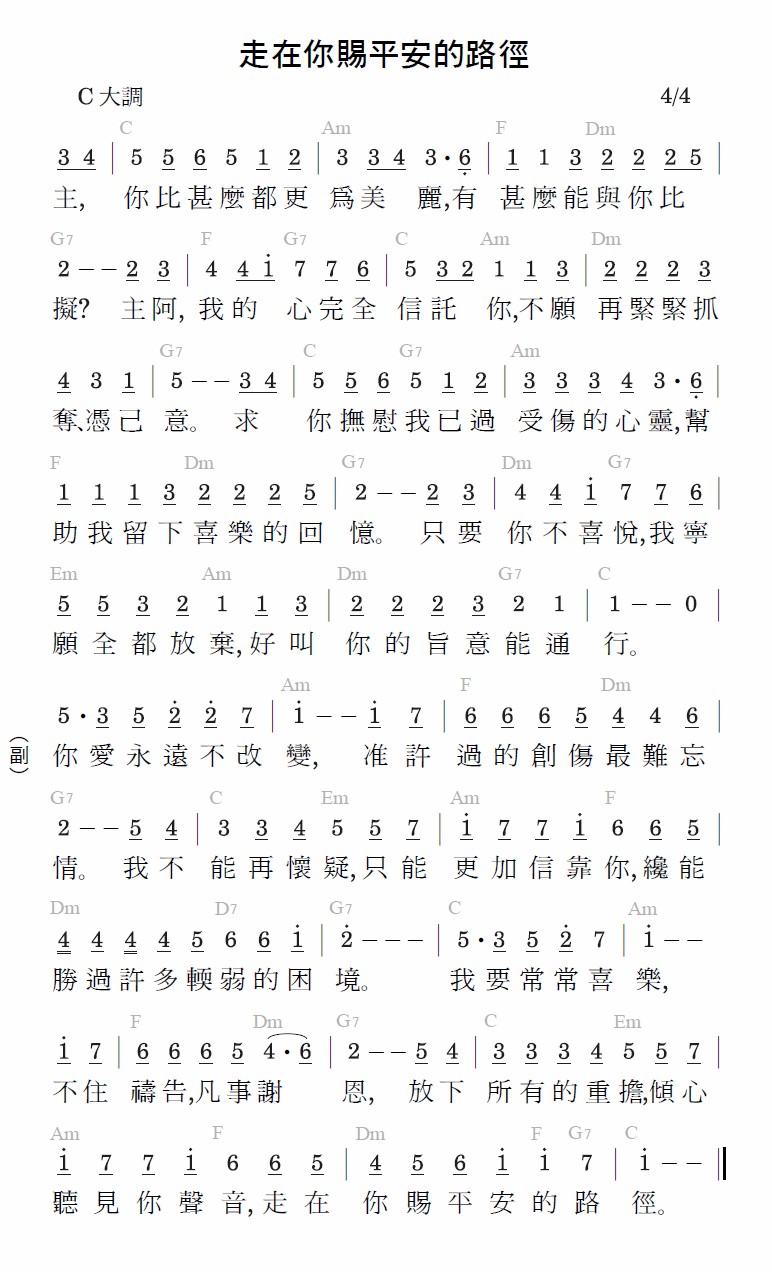 走在你賜平安的路徑
C 大調 4/4
C Am F Dm
3 4 | 5 5 6 5 1 2 | 3 3 4 3 · 6 | 1 1 3 2 2 2 5 |
主, 你比甚麼都更 爲美 麗,有 甚麼能與你比
G7 F G7 C Am Dm
2 – – 2 3 | 4 4 1 7 7 6 | 5 3 2 1 1 3 | 2 2 2 3
擬? 主阿, 我的 心完全 信託 你,不願 再緊緊抓
G7 C G7 Am
4 3 1 | 5 – – 3 4 | 5 5 6 5 1 2 | 3 3 3 4 3 · 6 |
奪、憑己 意。 求 你撫慰我已過 受傷的心靈,幫
F Dm G7 Dm G7
1 1 1 3 2 2 2 5 | 2 – – 2 3 | 4 4 1 7 7 6 |
助我留下喜樂的回 憶。 只要 你不喜悅,我寧
Em Am Dm G7 C
5 5 3 2 1 1 3 | 2 2 2 3 2 1 | 1 – – 0 |
願全都放棄,好叫 你的旨意能通 行。
Am F Dm
5 · 3 5 2 2 7 | 1 – – 1 7 | 6 6 6 5 4 4 6 |
(副) 你愛永遠不改 變, 准許 過的創傷最難忘
G7 C Em Am F
2 – – 5 4 | 3 3 4 5 5 7 | 1 7 7 1 6 6 5 |
情。 我不 能再懷疑,只能 更加信靠你,纔能
Dm D7 G7 C Am
4 4 4 4 5 6 6 1 | 2 – – – | 5 · 3 5 2 7 | 1 – –
勝過許多輭弱的困 境。 我要常常喜 樂,
F Dm G7 C Em
1 7 | 6 6 6 5 4 · 6 | 2 – – 5 4 | 3 3 3 4 5 5 7 |
不住 禱告,凡事謝 恩, 放下 所有的重擔,傾心
Am F Dm F G7 C
1 7 7 1 6 6 5 | 4 5 6 1 1 7 | 1 – – ‖
聽見你聲音,走在 你賜平安的路 徑。